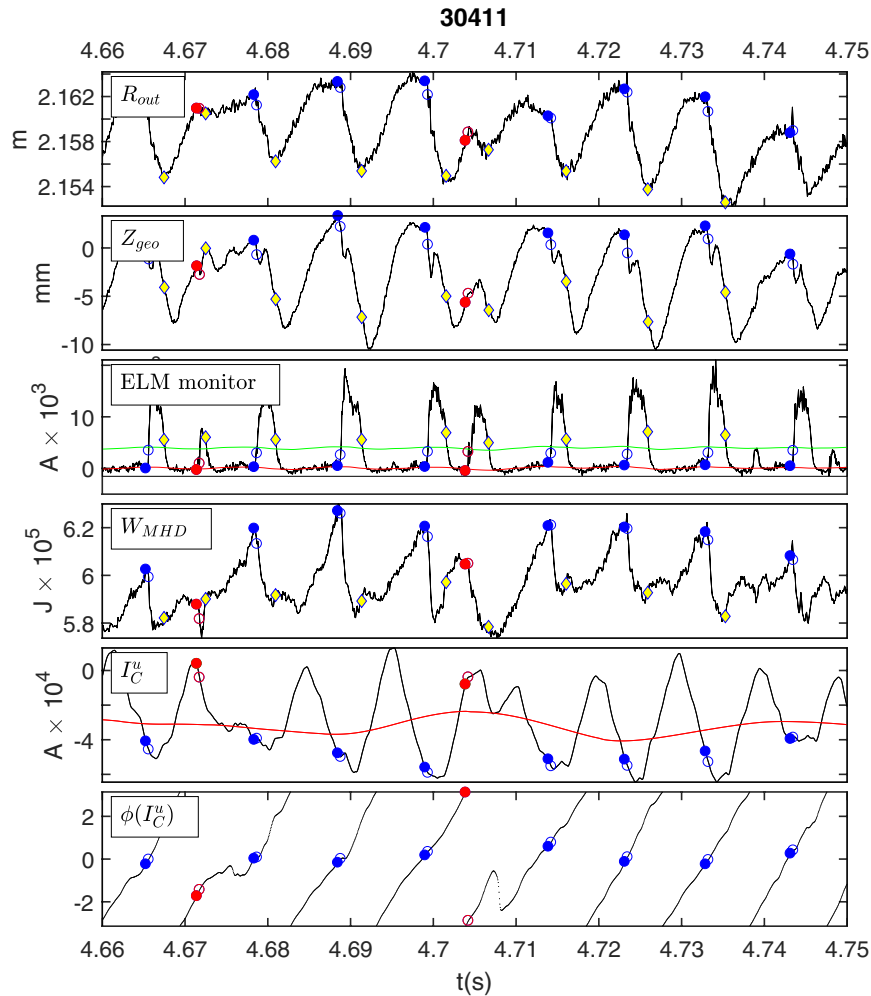 30411
4.66 4.67 4.68 4.69 4.7 4.71 4.72 4.73 4.74 4.75
R_out
m
2.162
2.158
2.154
Z_geo
mm
0
-5
-10
ELM monitor
A × 10^3
10
0
W_MHD
J × 10^5
6.2
6
5.8
I_C^u
A × 10^4
0
-4
ϕ(I_C^u)
2
0
-2
4.66 4.67 4.68 4.69 4.7 4.71 4.72 4.73 4.74 4.75
t(s)